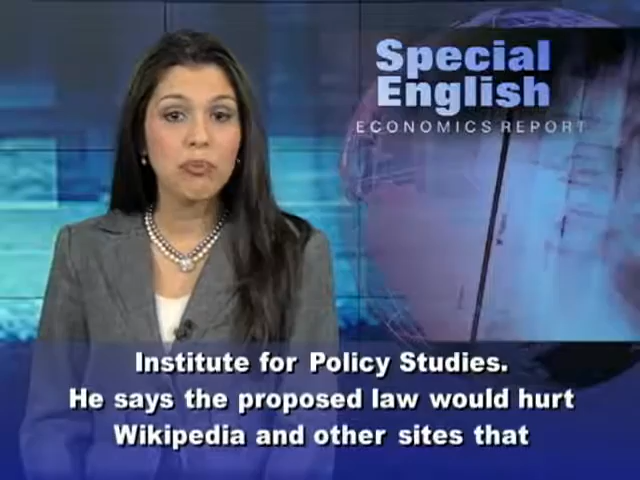 Special
English
ECONOMICS REPORT
Institute for Policy Studies.
He says the proposed law would hurt
Wikipedia and other sites that